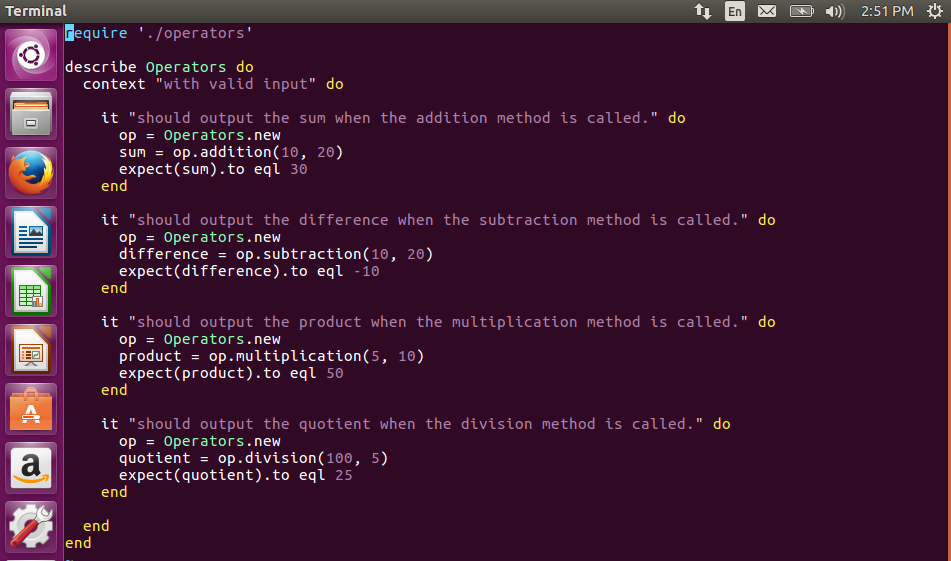 Terminal
En
2:51 PM
require './operators'
describe Operators do
context "with valid input" do
it "should output the sum when the addition method is called." do
op = Operators.new
sum = op.addition(10, 20)
expect(sum).to eql 30
end
it "should output the difference when the subtraction method is called." do
op = Operators.new
difference = op.subtraction(10, 20)
expect(difference).to eql -10
end
it "should output the product when the multiplication method is called." do
op = Operators.new
product = op.multiplication(5, 10)
expect(product).to eql 50
end
it "should output the quotient when the division method is called." do
op = Operators.new
quotient = op.division(100, 5)
expect(quotient).to eql 25
end
end
end